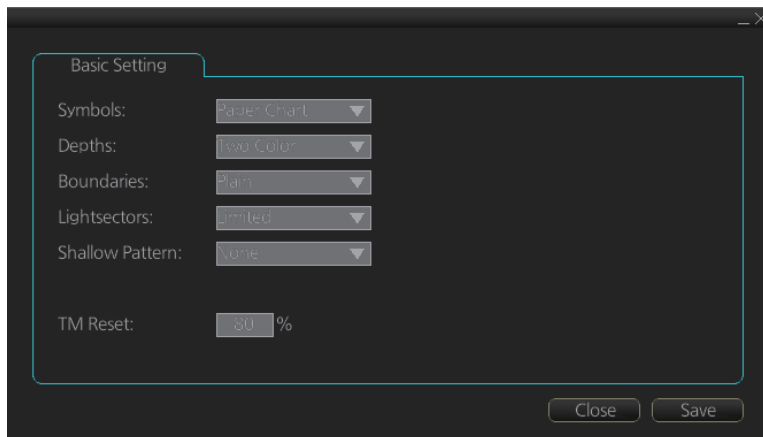 Basic Setting
Symbols: Paper Chart
Depths: Two Color
Boundaries: Plain
Lightsectors: Limited
Shallow Pattern: None
TM Reset: 80 %
Close Save